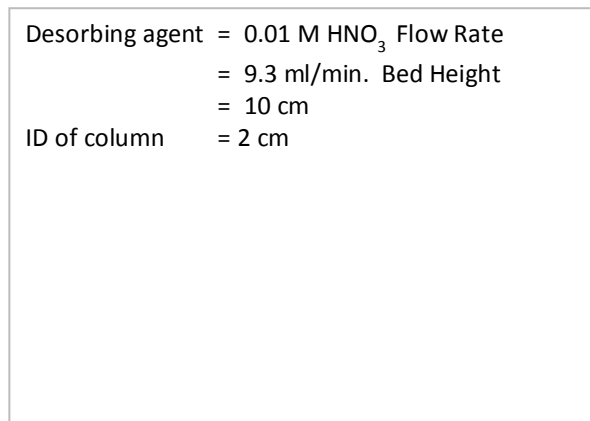 Desorbing agent = 0.01 M HNO₃ Flow Rate
= 9.3 ml/min. Bed Height
= 10 cm
ID of column = 2 cm